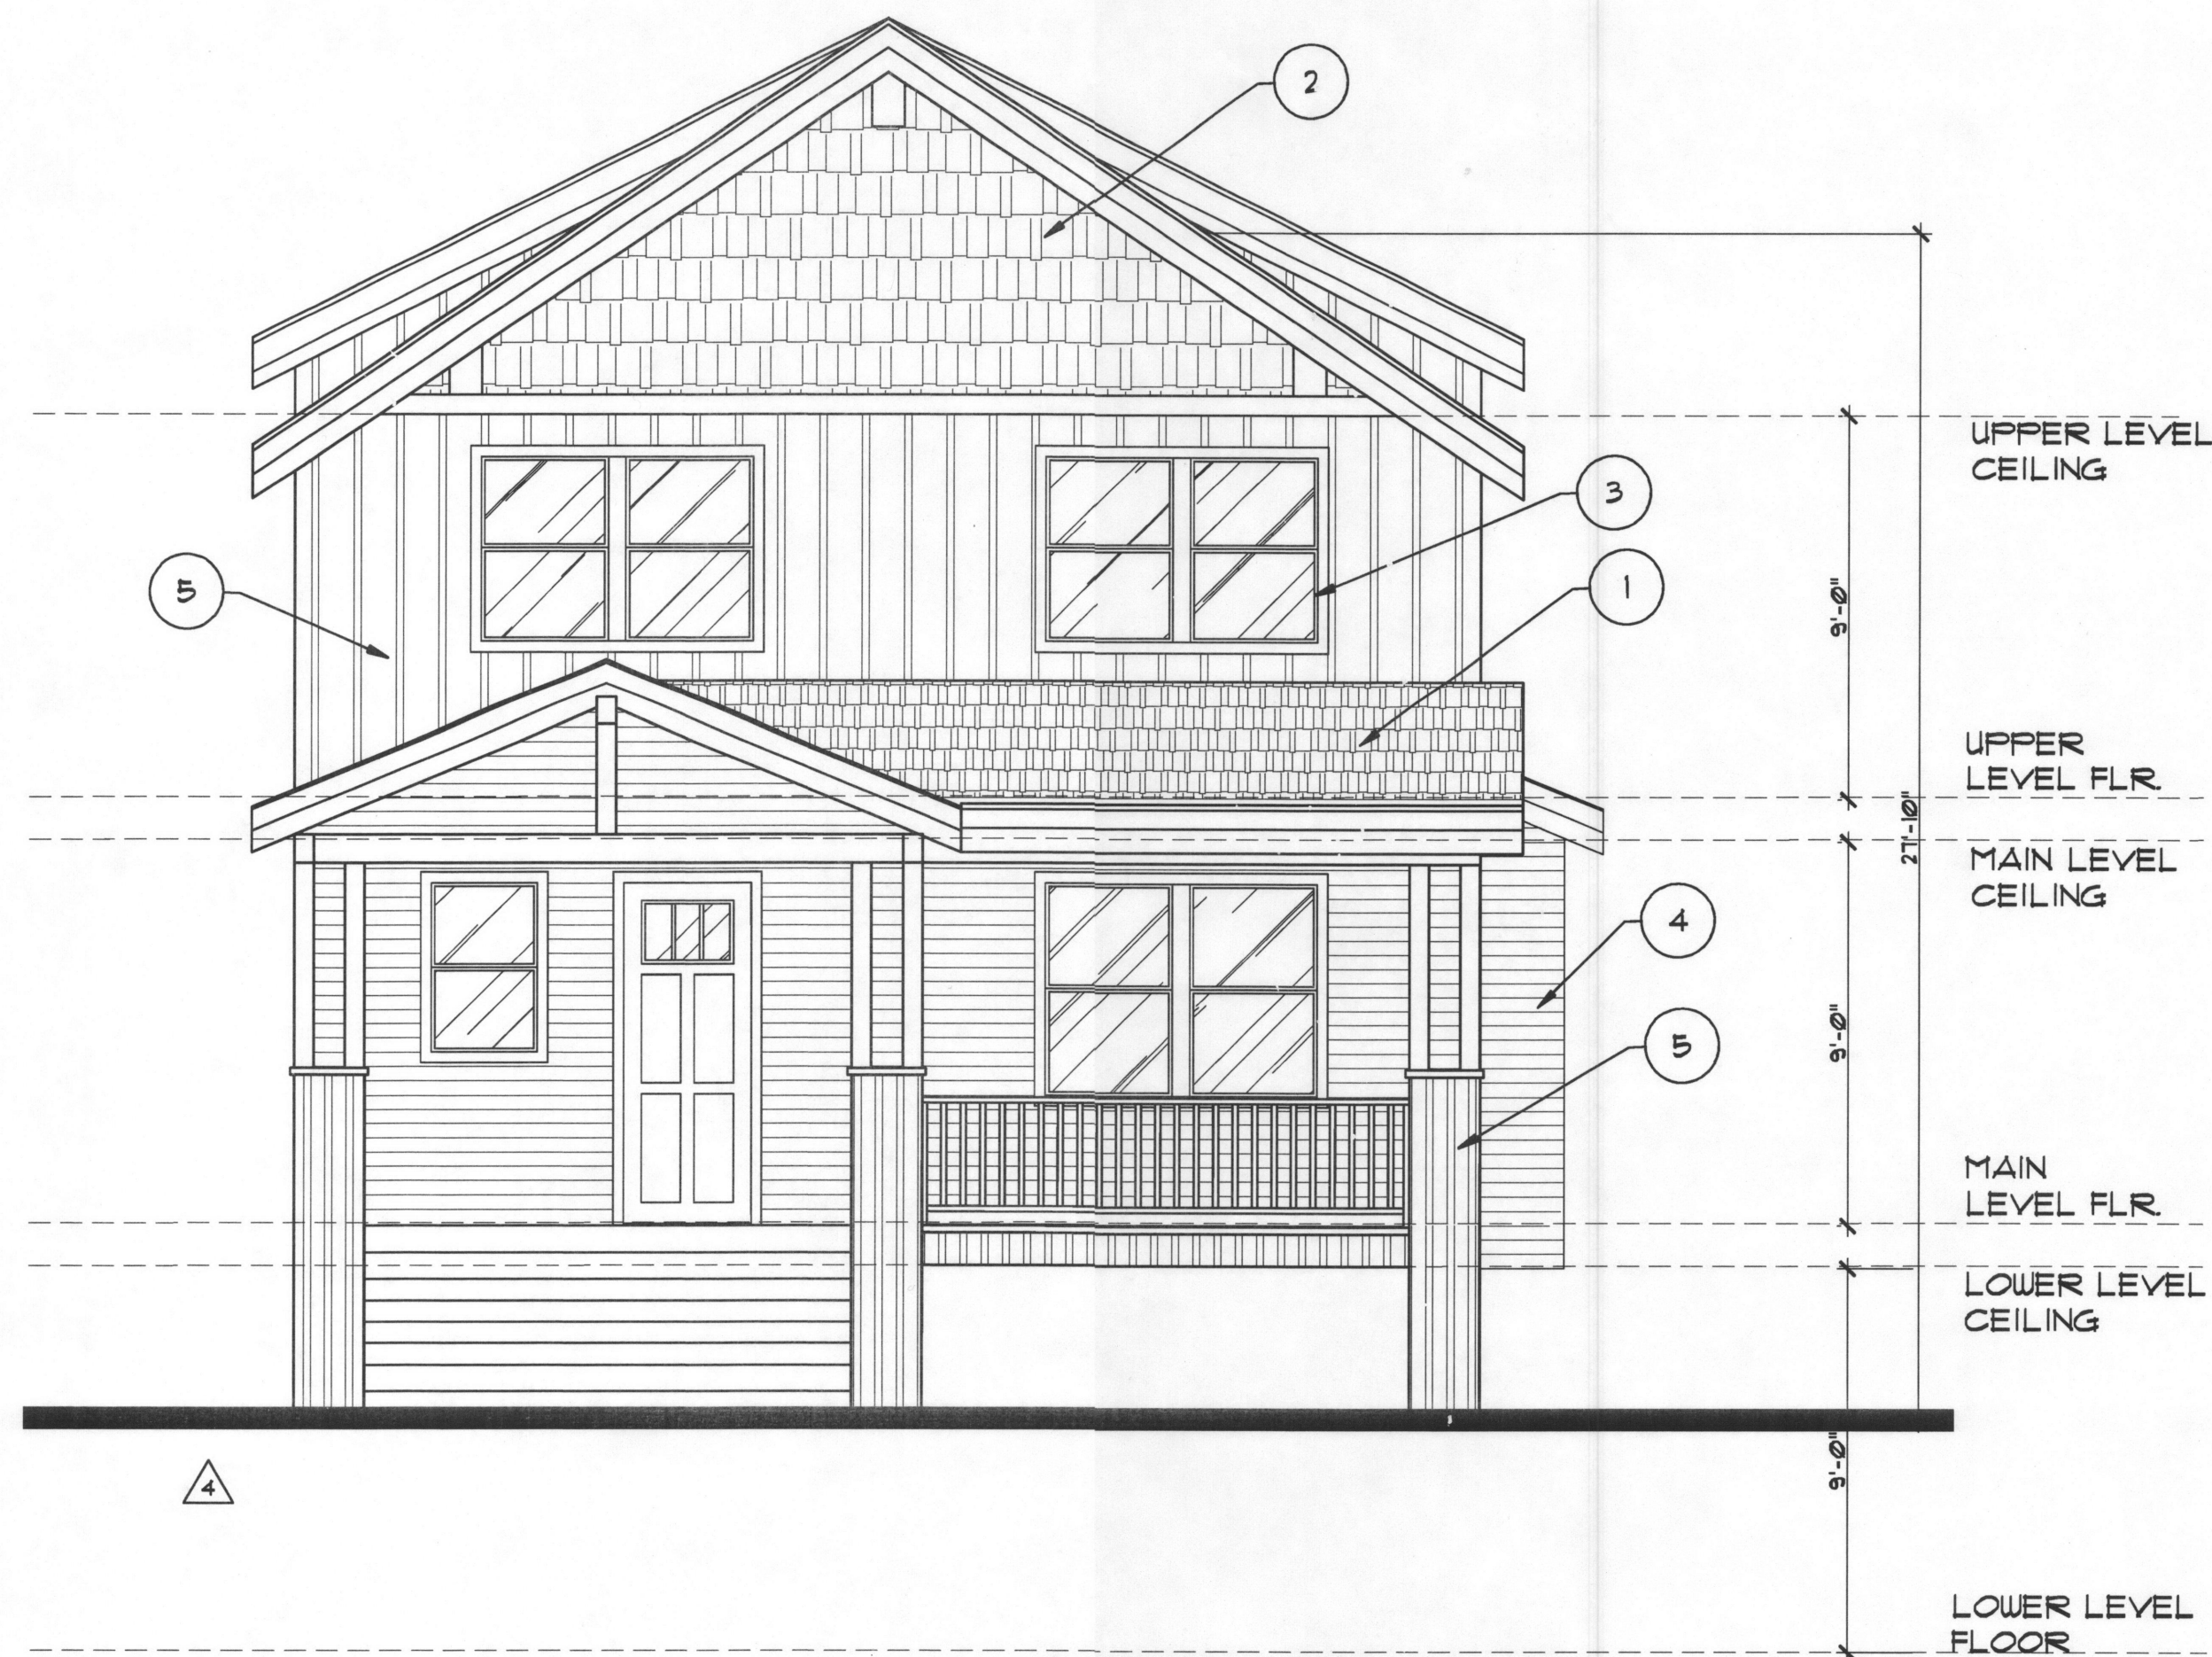 2
UPPER LEVEL
CEILING
3
5
1
9'-0"
UPPER
LEVEL FLR.
27'-10"
MAIN LEVEL
CEILING
4
9'-0"
5
MAIN
LEVEL FLR.
LOWER LEVEL
CEILING
9'-0"
4
LOWER LEVEL
FLOOR